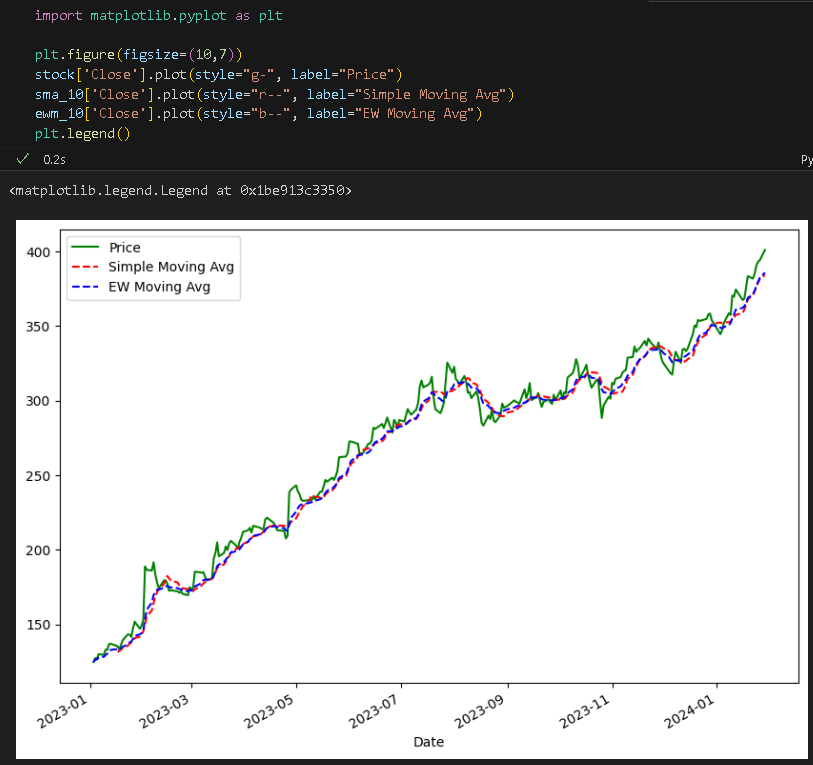 import matplotlib.pyplot as plt
plt.figure(figsize=(10,7))
stock['Close'].plot(style="g-", label="Price")
sma_10['Close'].plot(style="r--", label="Simple Moving Avg")
ewm_10['Close'].plot(style="b--", label="EW Moving Avg")
plt.legend()
0.2s
Py
<matplotlib.legend.Legend at 0x1be913c3350>
Price
Simple Moving Avg
EW Moving Avg
400
350
300
250
200
150
2023-01
2023-03
2023-05
2023-07
2023-09
2023-11
2024-01
Date